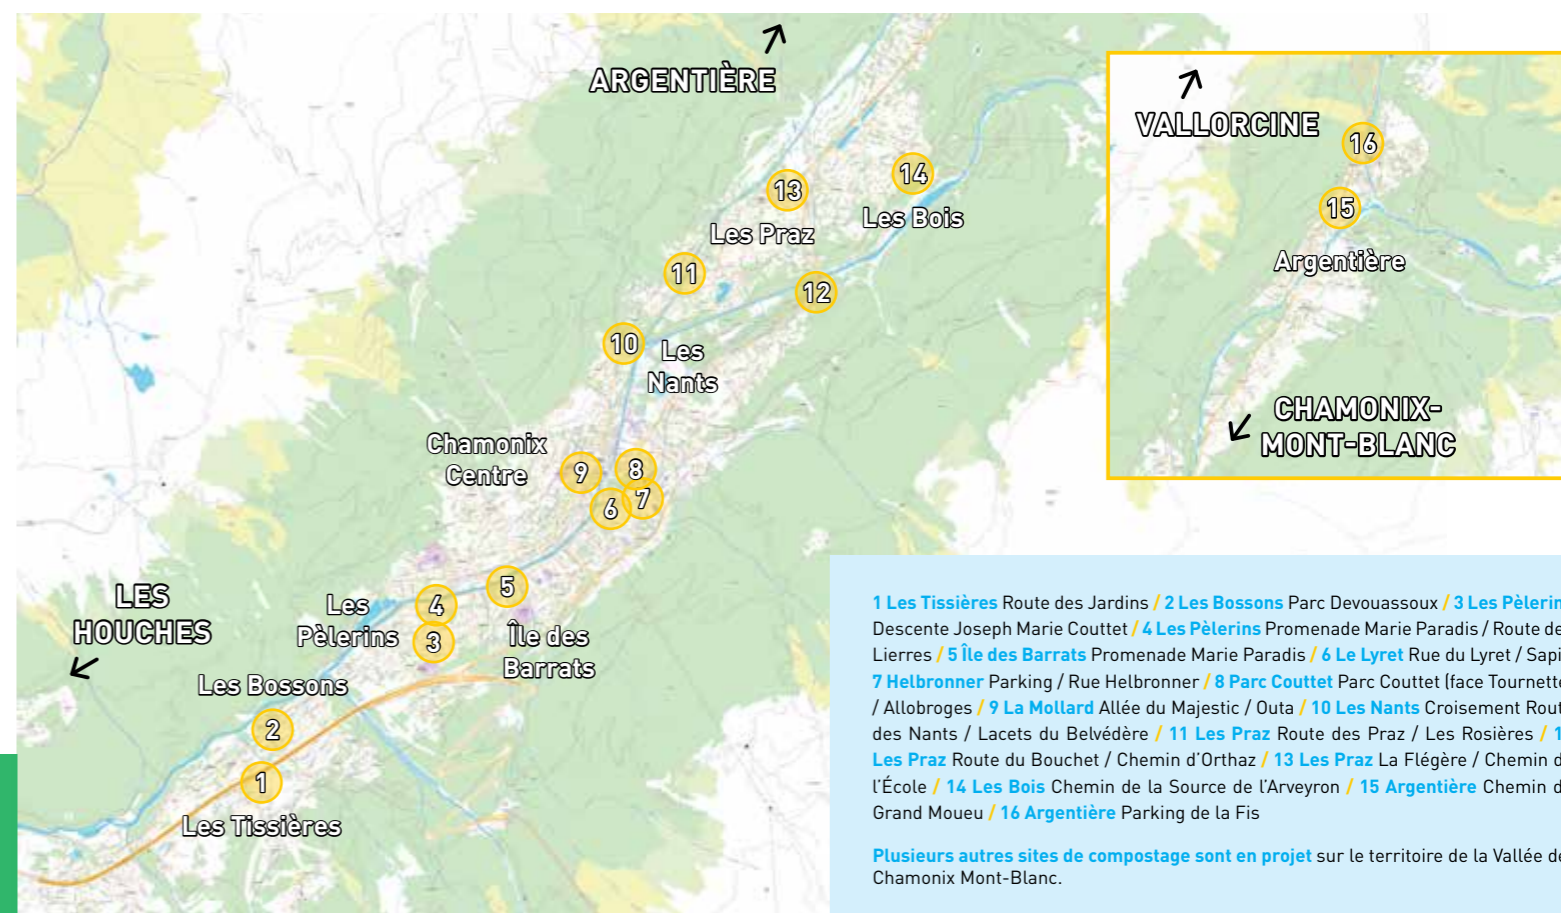 ARGENTIÈRE
13
14
Les Praz
Les Bois
11
12
10
Les
Nants
Chamonix
Centre
9
8
7
6
5
4
3
Les
Pèlerins
Île des
Barrats
LES
HOUCHES
Les Bossons
2
1
Les Tissières
VALLORCINE
16
15
Argentière
CHAMONIX-
MONT-BLANC
1 Les Tissières Route des Jardins / 2 Les Bossons Parc Devouassoux / 3 Les Pèlerin
Descente Joseph Marie Couttet / 4 Les Pèlerins Promenade Marie Paradis / Route de
Lierres / 5 Île des Barrats Promenade Marie Paradis / 6 Le Lyret Rue du Lyret / Sapi
7 Helbronner Parking / Rue Helbronner / 8 Parc Couttet Parc Couttet (face Tournette
/ Allobroges / 9 La Mollard Allée du Majestic / Outa / 10 Les Nants Croisement Rout
des Nants / Lacets du Belvédère / 11 Les Praz Route des Praz / Les Rosières / 1
Les Praz Route du Bouchet / Chemin d'Orthaz / 13 Les Praz La Flégère / Chemin d
l'École / 14 Les Bois Chemin de la Source de l'Arveyron / 15 Argentière Chemin d
Grand Moueu / 16 Argentière Parking de la Fis
Plusieurs autres sites de compostage sont en projet sur le territoire de la Vallée de
Chamonix Mont-Blanc.